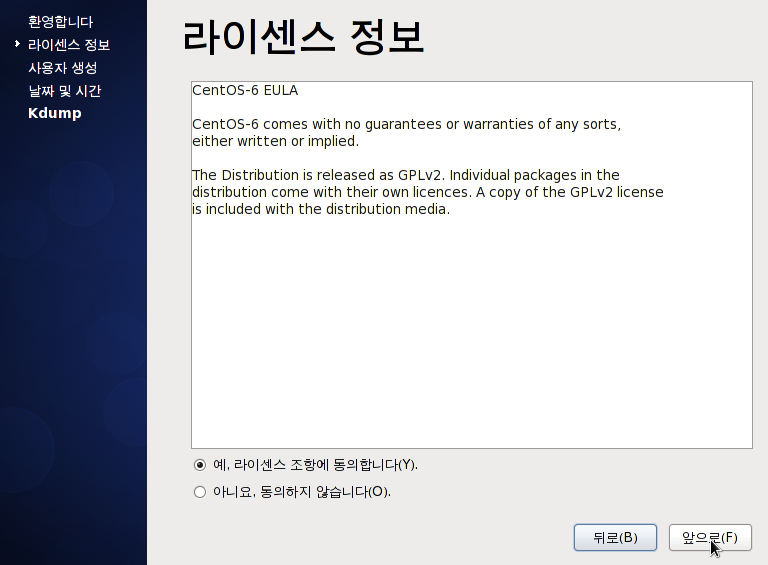 환영합니다
라이센스 정보
사용자 생성
날짜 및 시간
Kdump
라이센스 정보
CentOS-6 EULA
CentOS-6 comes with no guarantees or warranties of any sorts,
either written or implied.
The Distribution is released as GPLv2. Individual packages in the
distribution come with their own licences. A copy of the GPLv2 license
is included with the distribution media.
예, 라이센스 조항에 동의합니다(Y).
아니요, 동의하지 않습니다(O).
뒤로(B)
앞으로(F)